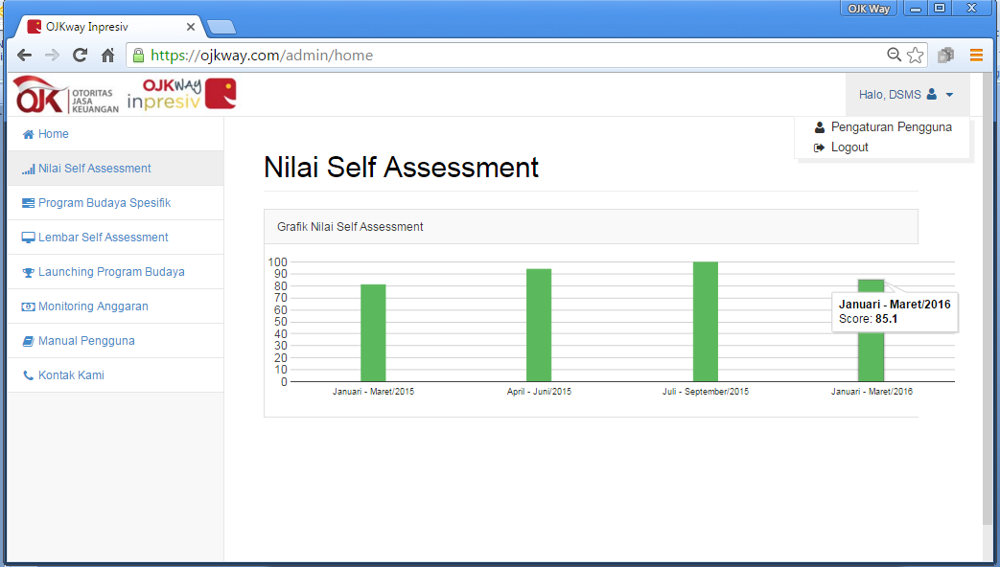 OJK Way
OJKway Inpresiv
https://ojkway.com/admin/home
OJK OTORITAS JASA KEUANGAN
OJKWAY
inpresiv
Halo, DSMS
Pengaturan Pengguna
Logout
Home
Nilai Self Assessment
Program Budaya Spesifik
Lembar Self Assessment
Launching Program Budaya
Monitoring Anggaran
Manual Pengguna
Kontak Kami
Nilai Self Assessment
Grafik Nilai Self Assessment
100
90
80
70
60
50
40
30
20
10
0
Januari - Maret/2016
Score: 85.1
Januari - Maret/2015
April - Juni/2015
Juli - September/2015
Januari - Maret/2016